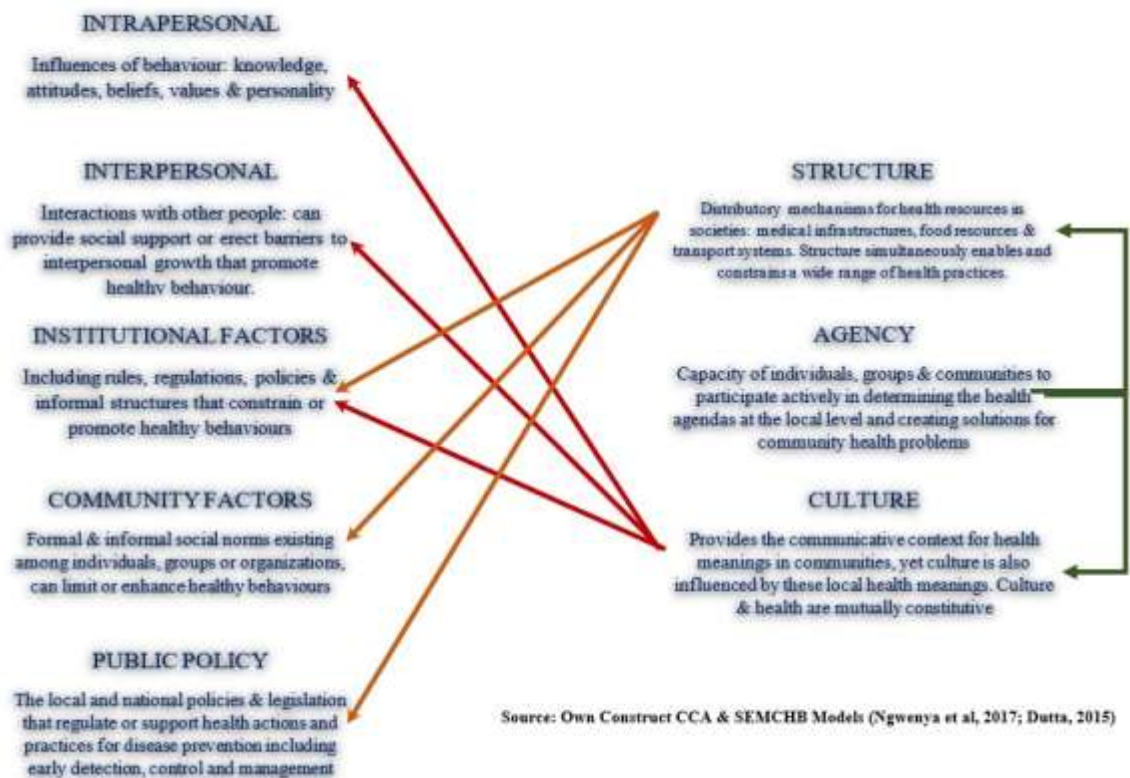 INTRAPERSONAL
Influences of behaviour: knowledge,
attitudes, beliefs, values & personality
INTERPERSONAL
Interactions with other people: can
provide social support or erect barriers to
interpersonal growth that promote
healthy behaviour.
INSTITUTIONAL FACTORS
Including rules, regulations, policies &
informal structures that constrain or
promote healthy behaviours
COMMUNITY FACTORS
Formal & informal social norms existing
among individuals, groups or organizations,
can limit or enhance healthy behaviours
PUBLIC POLICY
The local and national policies & legislation
that regulate or support health actions and
practices for disease prevention including
early detection, control and management
STRUCTURE
Distributory mechanisms for health resources in
societies: medical infrastructures, food resources &
transport systems. Structure simultaneously enables and
constrains a wide range of health practices.
AGENCY
Capacity of individuals, groups & communities to
participate actively in determining the health
agendas at the local level and creating solutions for
community health problems
CULTURE
Provides the communicative context for health
meanings in communities, yet culture is also
influenced by these local health meanings. Culture
& health are mutually constitutive
Source: Own Construct CCA & SEMCHB Models (Ngwenya et al, 2017; Dutta, 2015)